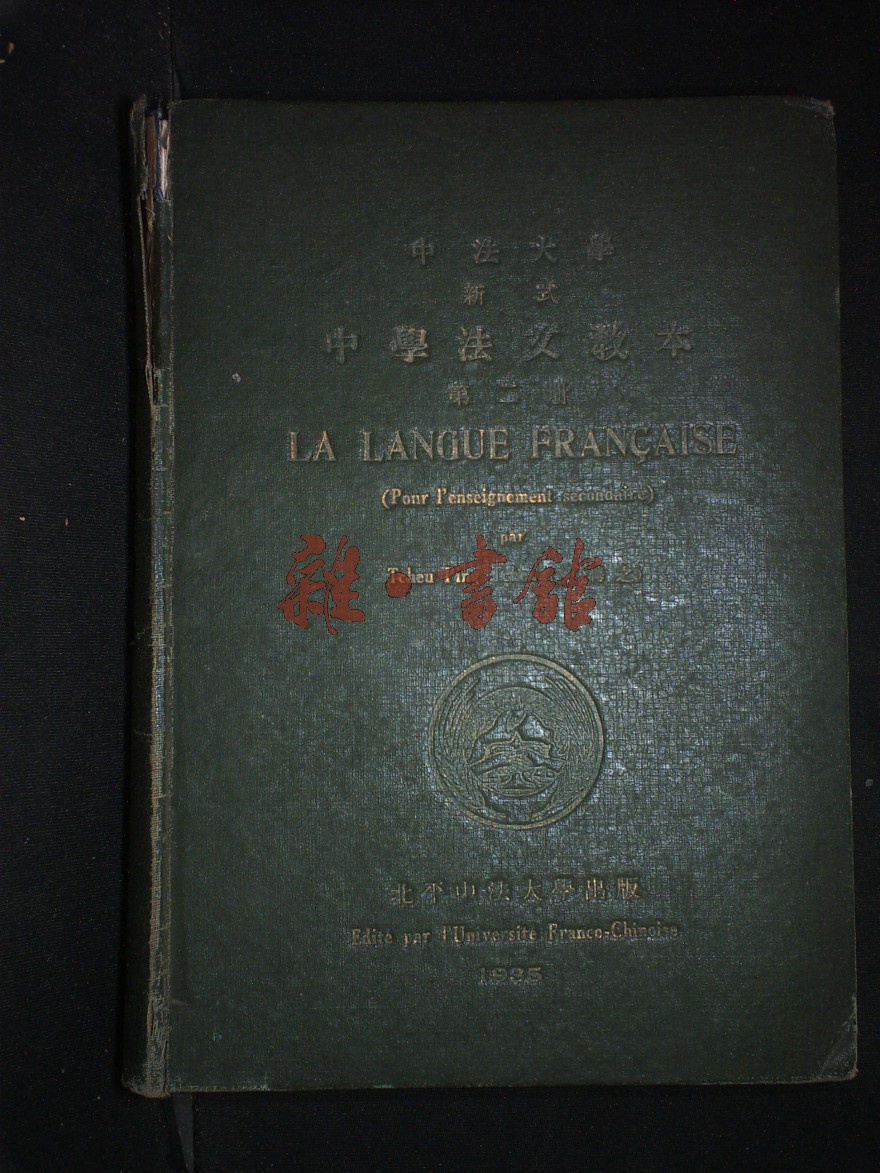 中法大學
新式
中學法文教本
第二册
LA LANGUE FRANÇAISE
(Pour l'enseignement secondaire)
par
Tcheu
雜·書館
北平中法大學出版
Edité par l'Université Franco-Chinoise
1935